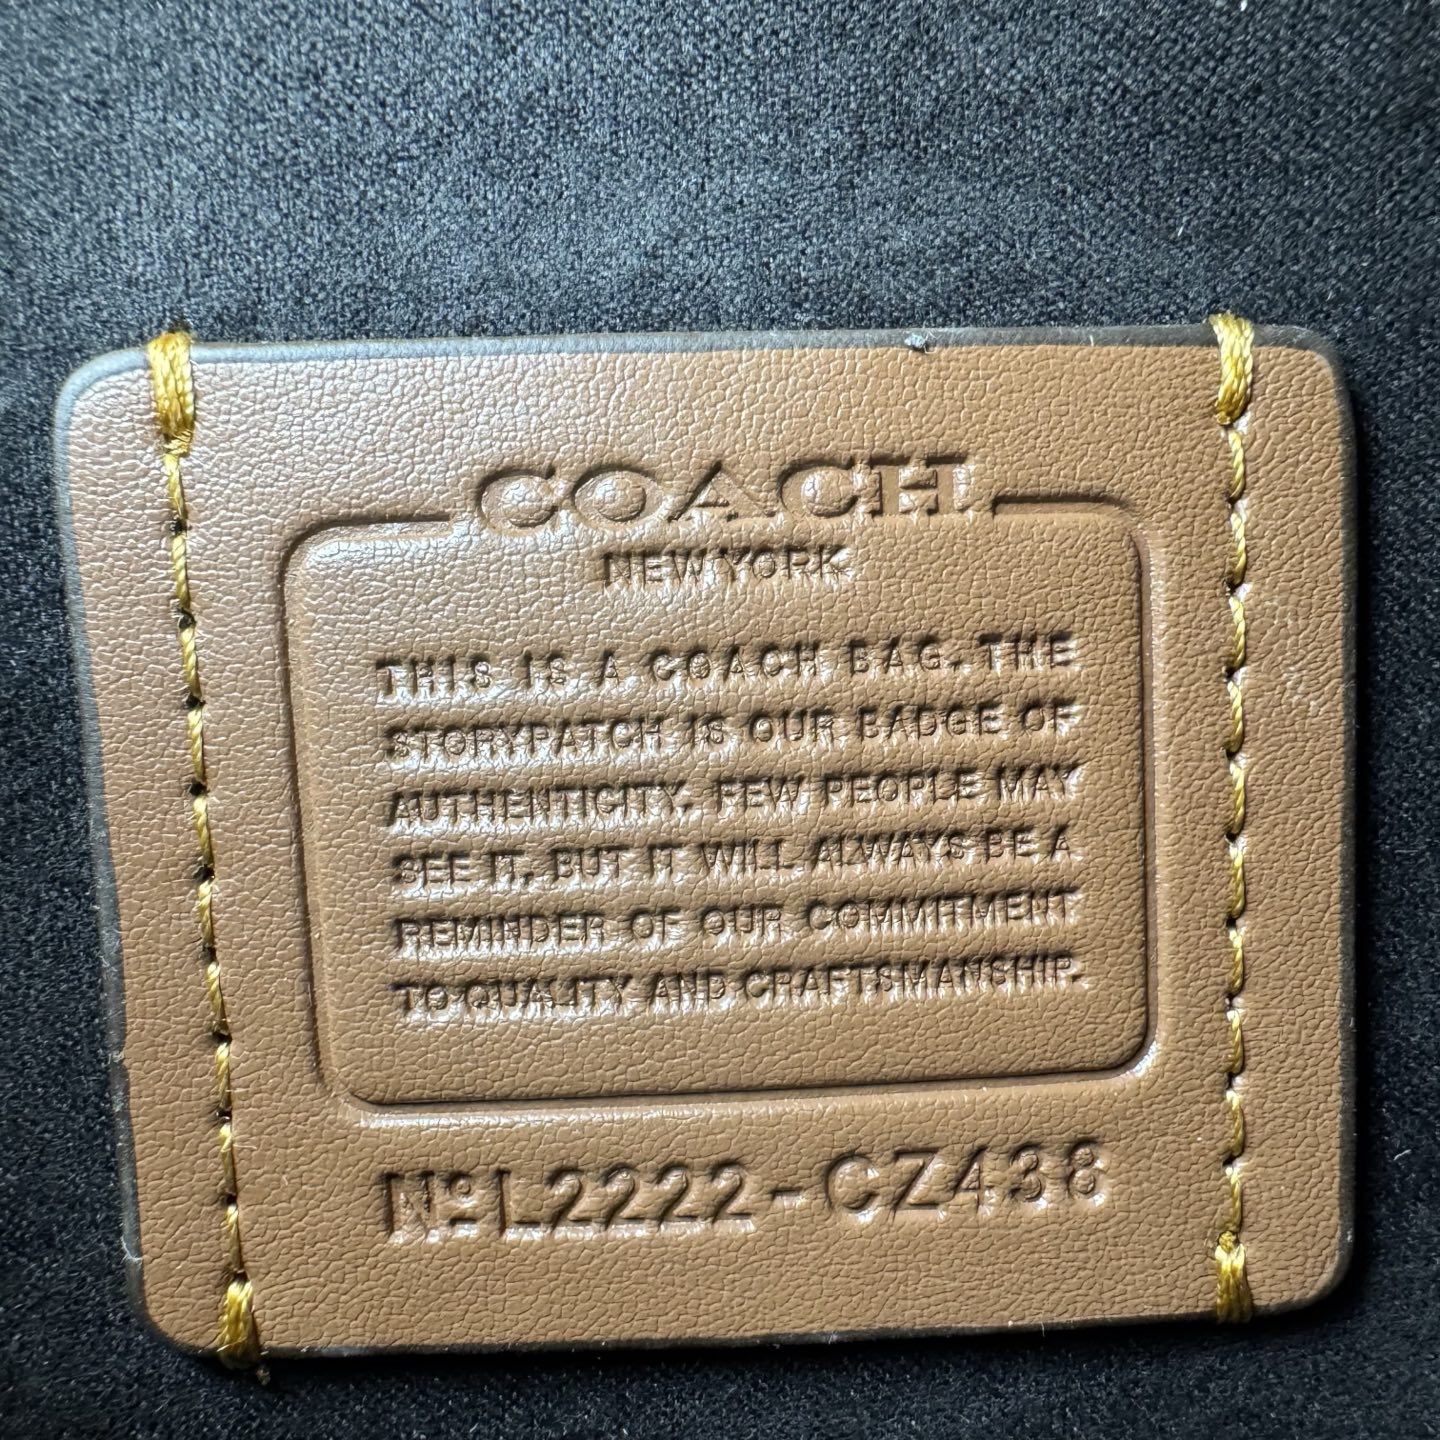 COACH
NEW YORK
THIS IS A COACH BAG. THE
STORYPATCH IS OUR BADGE OF
AUTHENTICITY. FEW PEOPLE MAY
SEE IT, BUT IT WILL ALWAYS BE A
REMINDER OF OUR COMMITMENT
TO QUALITY AND CRAFTSMANSHIP.
Nº L2222-CZ438